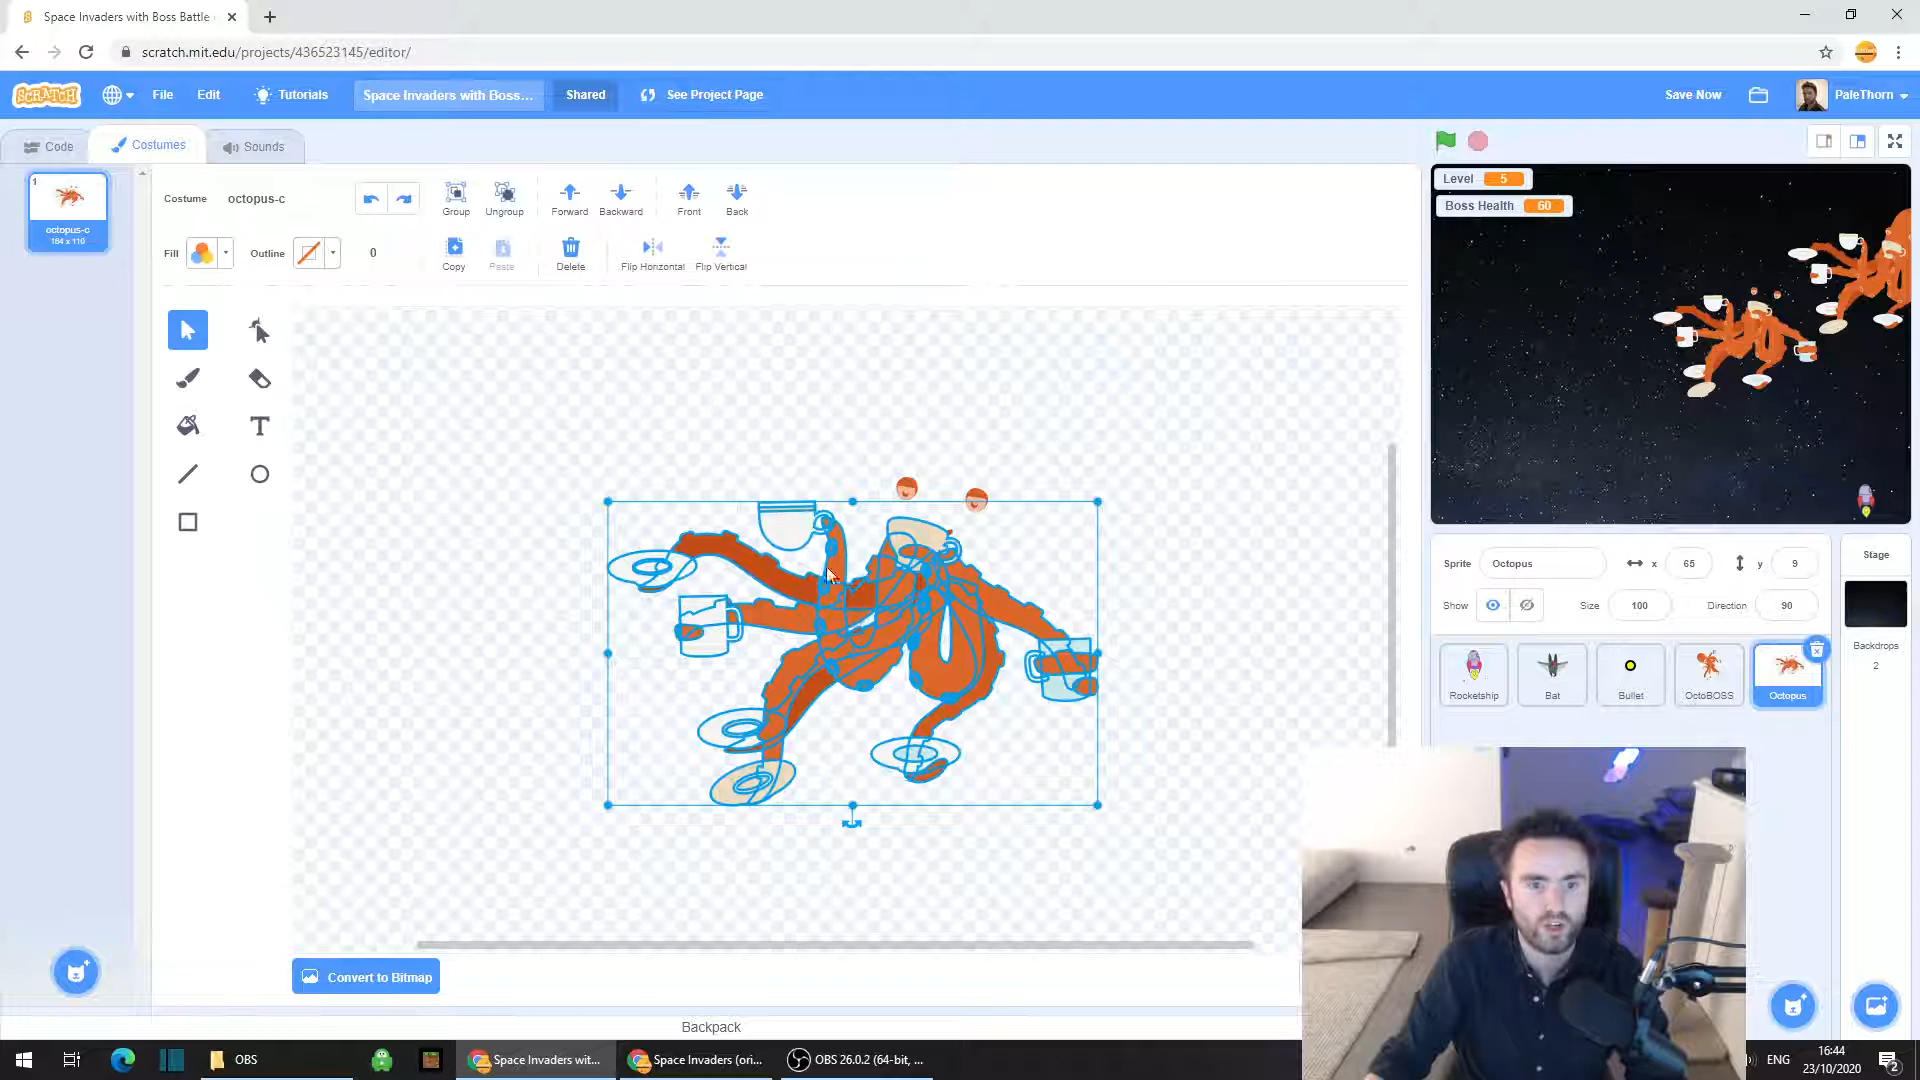 Space Invaders with Boss Battle
scratch.mit.edu/projects/436523145/editor/
SCRATCH
File
Edit
Tutorials
Space Invaders with Boss...
Shared
See Project Page
Save Now
PaleThorn
Code
Costumes
Sounds
1
octopus-c
164 x 110
Costume
octopus-c
Group
Ungroup
Forward
Backward
Front
Back
Fill
Outline
0
Copy
Paste
Delete
Flip Horizontal
Flip Vertical
T
Convert to Bitmap
Backpack
Level 5
Boss Health 60
Sprite
Octopus
x
65
y
9
Show
Size
100
Direction
90
Rocketship
Bat
Bullet
OctoBOSS
Octopus
Stage
Backdrops
2
OBS
Space Invaders wit...
Space Invaders (ori...
OBS 26.0.2 (64-bit, ...
ENG
16:44
23/10/2020
2